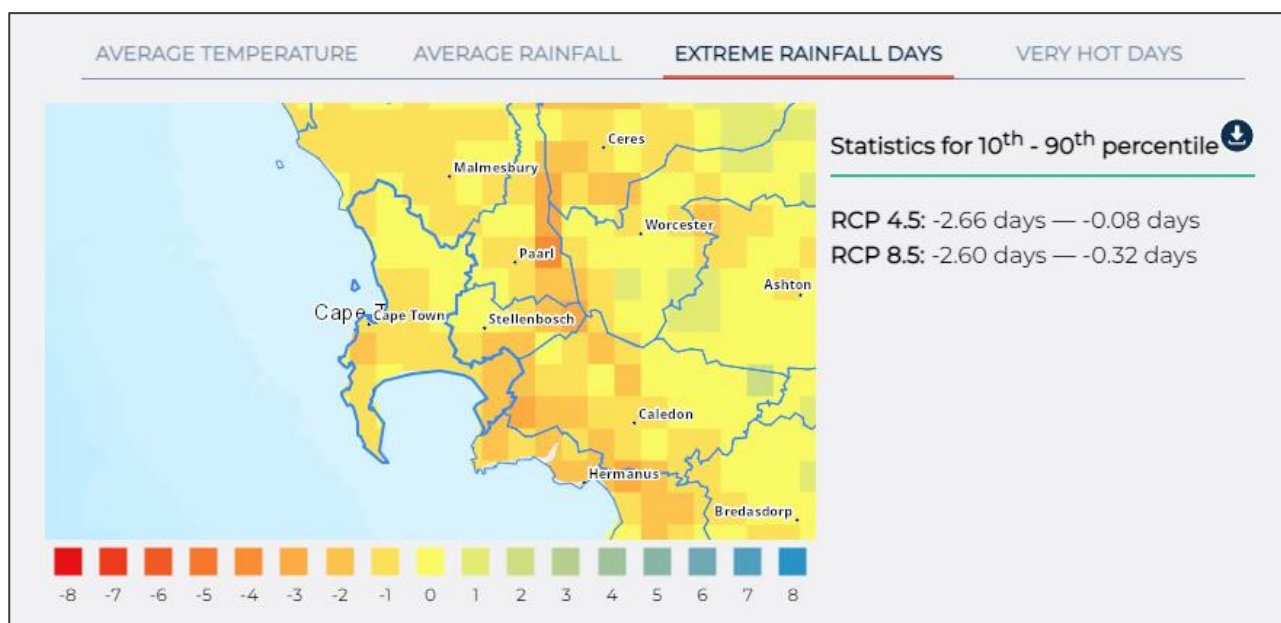 AVERAGE TEMPERATURE AVERAGE RAINFALL EXTREME RAINFALL DAYS VERY HOT DAYS
Ceres
Malmesbury
Worcester
Paarl
Ashton
Cape T
Cape Town
Stellenbosch
Caledon
Hermanus
Bredasdorp
-8 -7 -6 -5 -4 -3 -2 -1 0 1 2 3 4 5 6 7 8
Statistics for 10th - 90th percentile
RCP 4.5: -2.66 days — -0.08 days
RCP 8.5: -2.60 days — -0.32 days